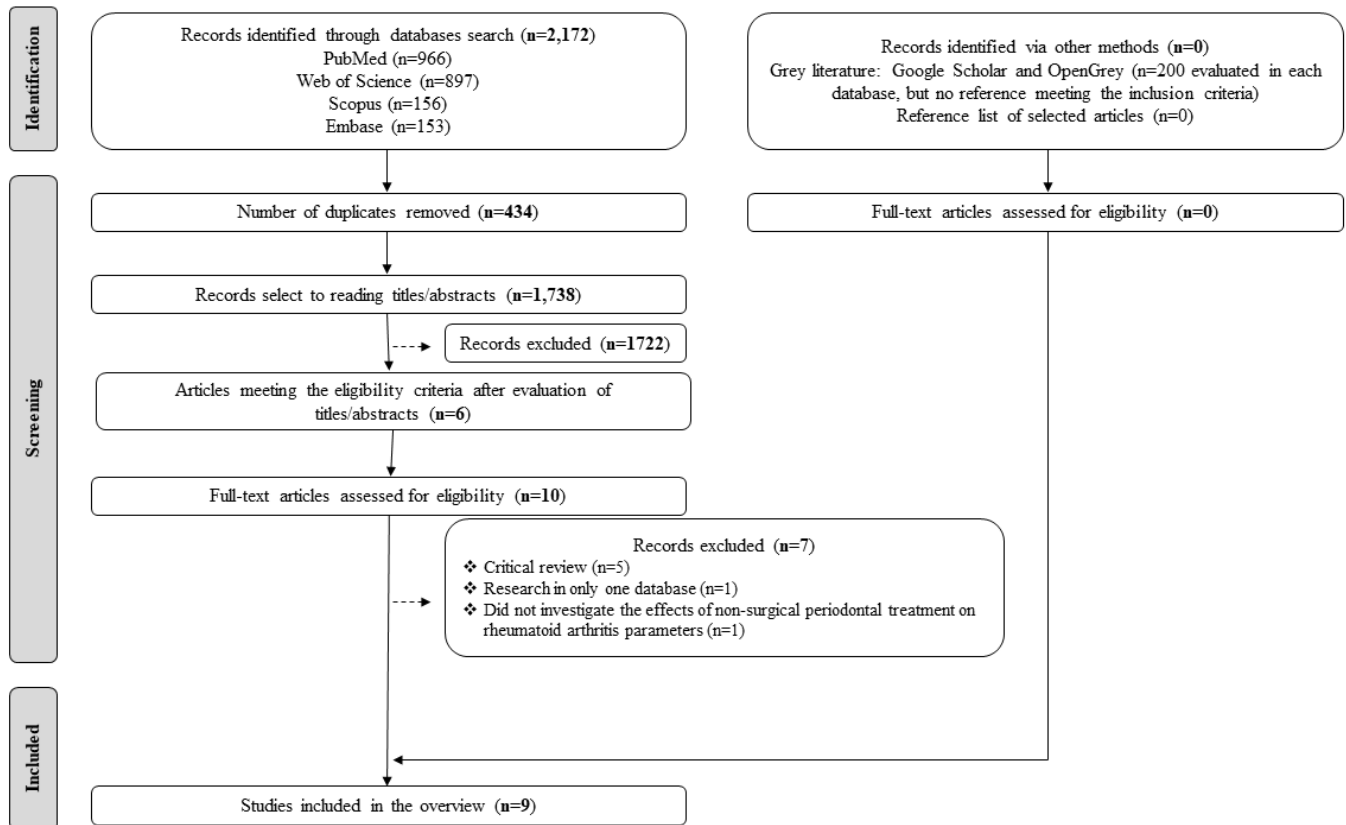 Identification
Records identified through databases search (n=2,172)
PubMed (n=966)
Web of Science (n=897)
Scopus (n=156)
Embase (n=153)
Records identified via other methods (n=0)
Grey literature: Google Scholar and OpenGrey (n=200 evaluated in each
database, but no reference meeting the inclusion criteria)
Reference list of selected articles (n=0)
Screening
Number of duplicates removed (n=434)
Full-text articles assessed for eligibility (n=0)
Records select to reading titles/abstracts (n=1,738)
Records excluded (n=1722)
Articles meeting the eligibility criteria after evaluation of
titles/abstracts (n=6)
Full-text articles assessed for eligibility (n=10)
Records excluded (n=7)
❖ Critical review (n=5)
❖ Research in only one database (n=1)
❖ Did not investigate the effects of non-surgical periodontal treatment on
rheumatoid arthritis parameters (n=1)
Included
Studies included in the overview (n=9)